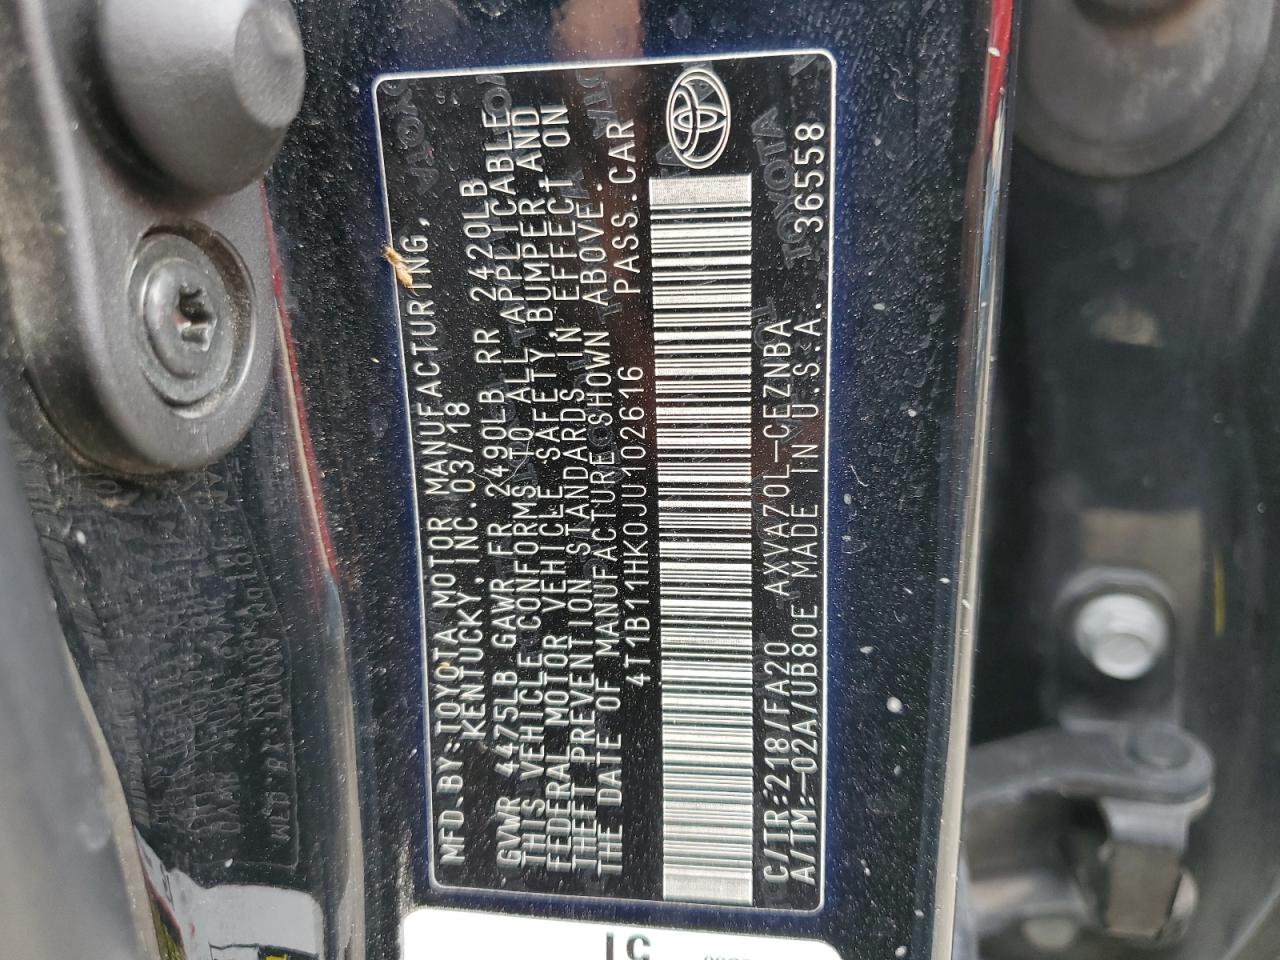 MFD.BY:TOYOTA MOTOR MANUFACTURING,
KENTUCKY, INC. 03/18
GVWR 4475LB GAWR FR 2490LB RR 2420LB
THIS VEHICLE CONFORMS TO ALL APPLICABLE
FEDERAL MOTOR VEHICLE SAFETY,BUMPER,AND
THEFT PREVENTION STANDARDS IN EFFECT ON
THE DATE OF MANUFACTURE SHOWN ABOVE.
4T1B11HK0JU102616 PASS.CAR
C/TR:218/FA20 AXVA70L-CEZNBA
A/TM:-02A/UB80E MADE IN U.S.A. 36558
TOYOTA